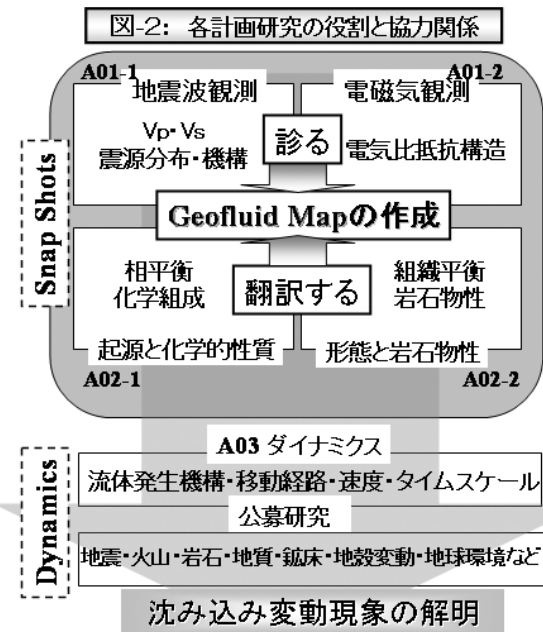 図-2: 各計画研究の役割と協力関係
A01-1
A01-2
地震波観測
電磁気観測
Vp・Vs
震源分布・機構
診る
電気比抵抗構造
Snap Shots
Geofluid Mapの作成
相平衡
化学組成
翻訳する
組織平衡
岩石物性
起源と化学的性質
形態と岩石物性
A02-1
A02-2
Dynamics
A03 ダイナミクス
流体発生機構・移動経路・速度・タイムスケール
公募研究
地震・火山・岩石・地質・鉱床・地殻変動・地球環境など
沈み込み変動現象の解明